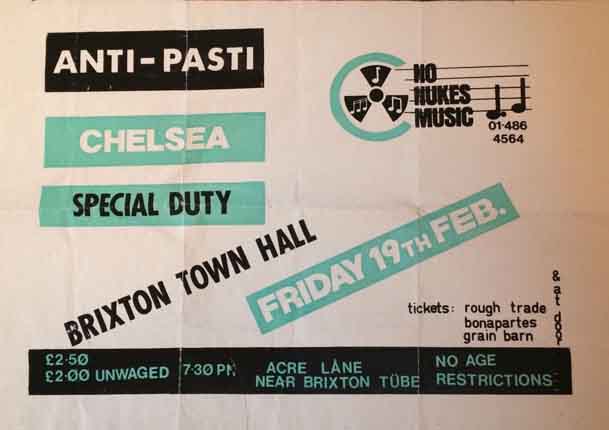 ANTI-PASTI
NO
NUKES
MUSIC
01-486
4564
CHELSEA
SPECIAL DUTY
BRIXTON TOWN HALL
FRIDAY 19TH FEB.
tickets: rough trade
bonapartes
grain barn
& at door
£2·50
£2·00 UNWAGED
7·30 PM
ACRE LANE
NEAR BRIXTON TÜBE
NO AGE
RESTRICTIONS